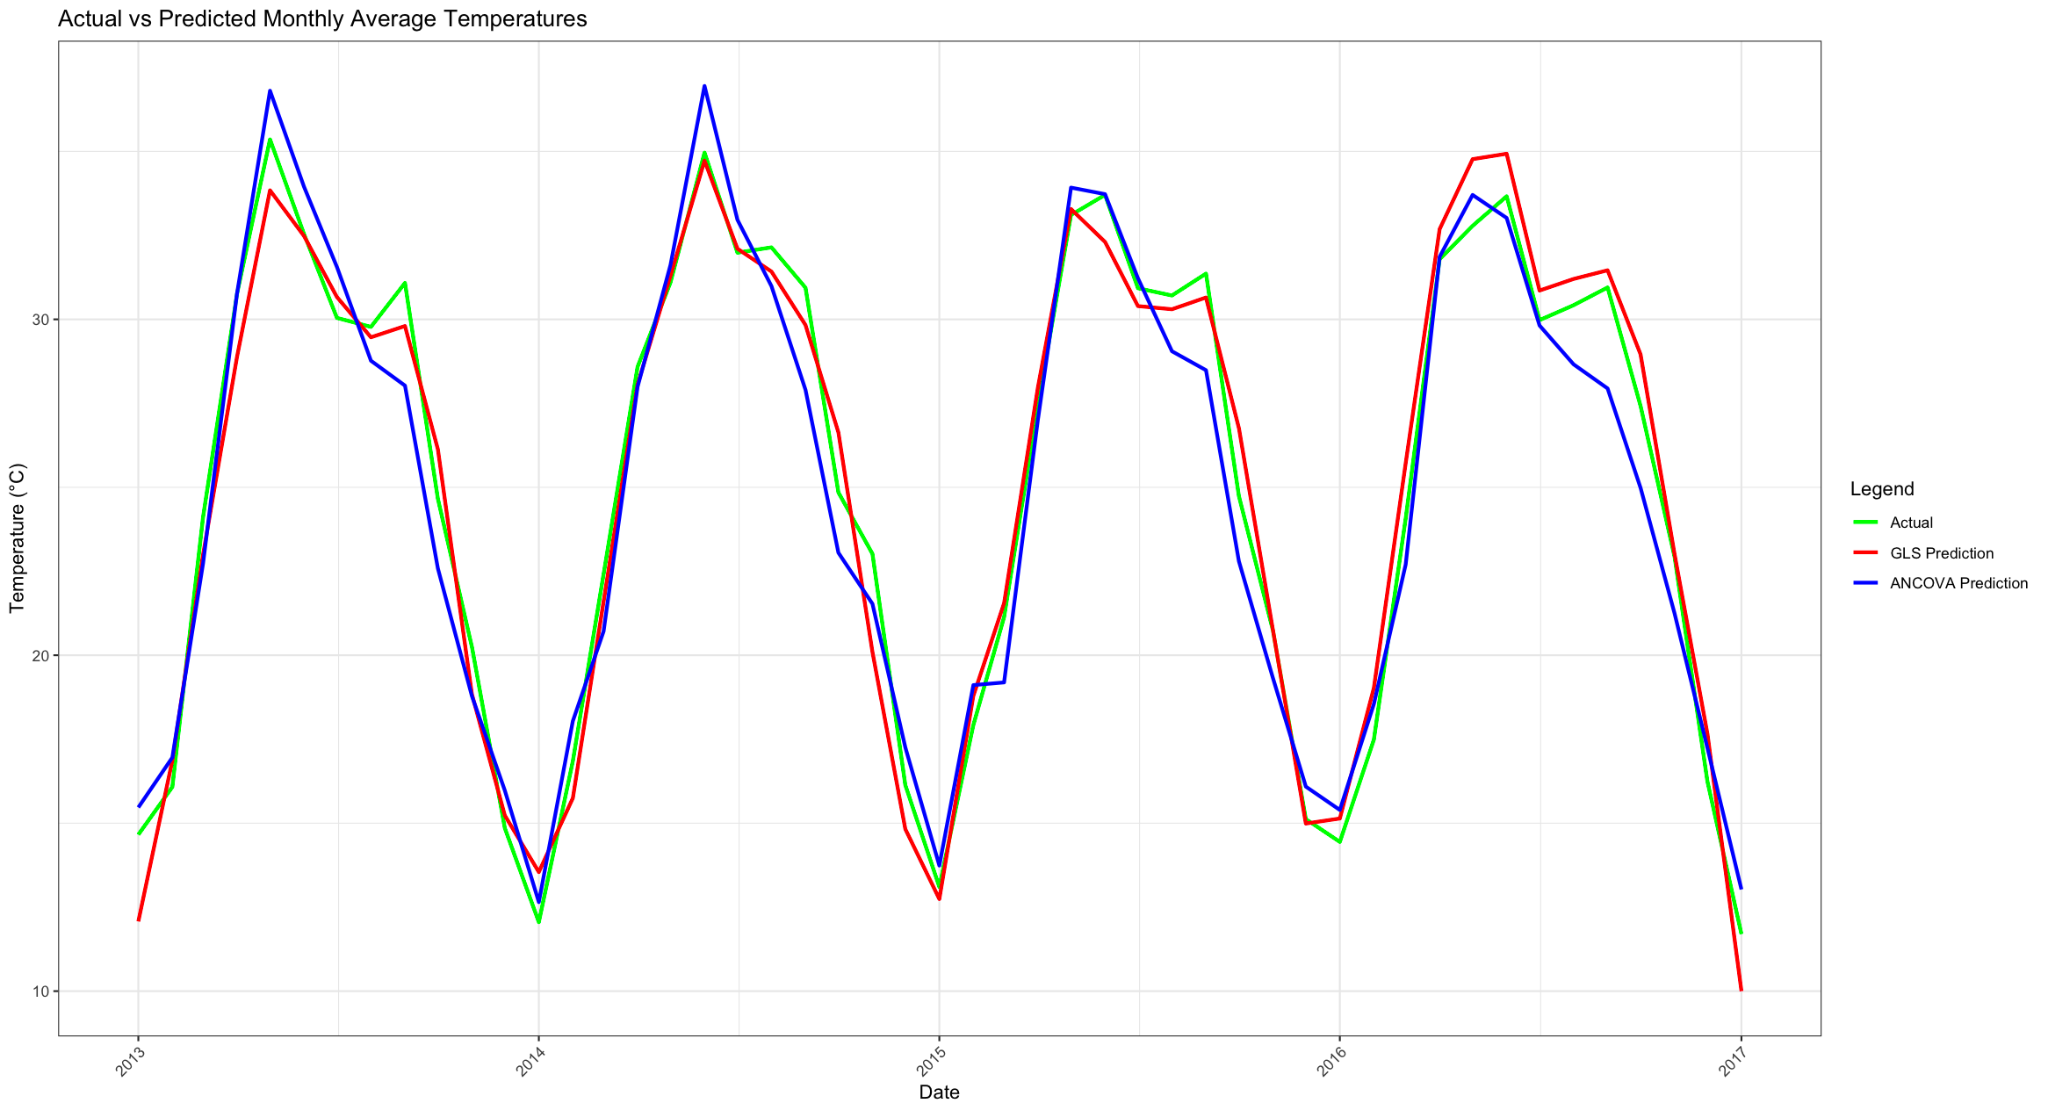 Actual vs Predicted Monthly Average Temperatures
Temperature (°C)
30
20
10
2013
2014
2015
2016
2017
Date
Legend
Actual
GLS Prediction
ANCOVA Prediction